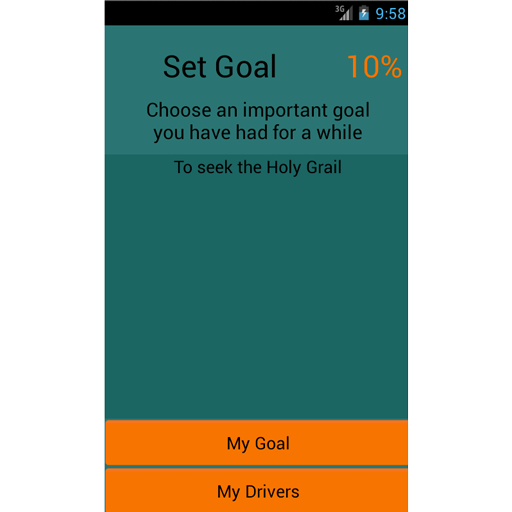 3G 9:58
Set Goal 10%
Choose an important goal
you have had for a while
To seek the Holy Grail
My Goal
My Drivers